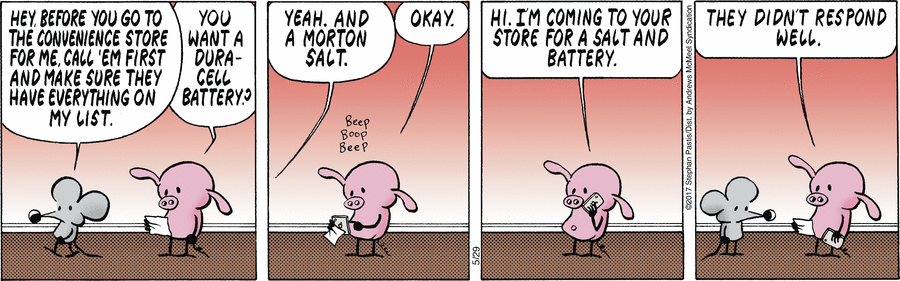 HEY, BEFORE YOU GO TO
THE CONVENIENCE STORE
FOR ME, CALL 'EM FIRST
AND MAKE SURE THEY
HAVE EVERYTHING ON
MY LIST.
YOU
WANT A
DURA-
CELL
BATTERY?
YEAH. AND
A MORTON
SALT.
OKAY.
Beep
Boop
Beep
5/29
HI. I'M COMING TO YOUR
STORE FOR A SALT AND
BATTERY.
©2017 Stephan Pastis/Dist. by Andrews McMeel Syndication
THEY DIDN'T RESPOND
WELL.